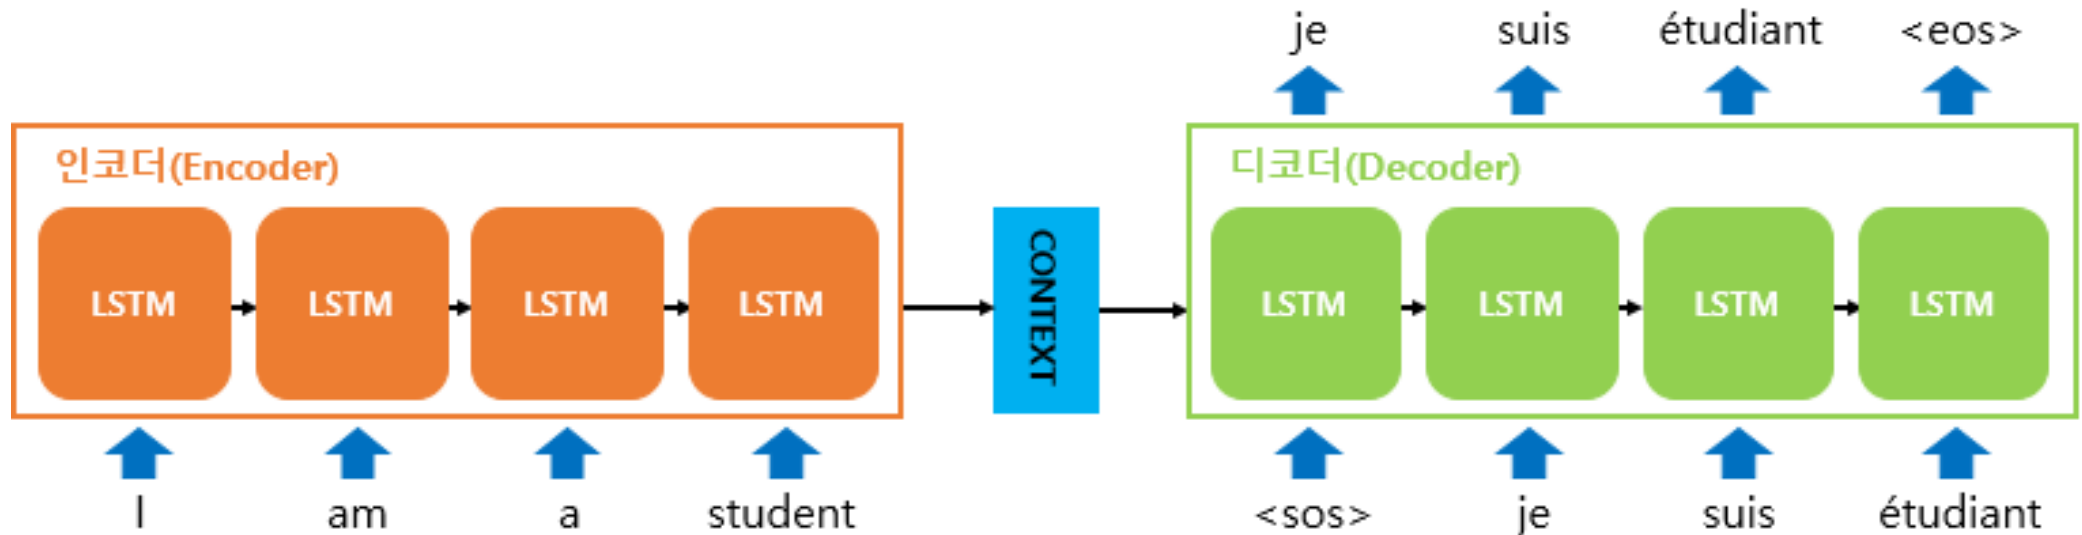 je suis étudiant <eos>
인코더(Encoder)
LSTM LSTM LSTM LSTM
CONTEXT
디코더(Decoder)
LSTM LSTM LSTM LSTM
I am a student
<sos> je suis étudiant